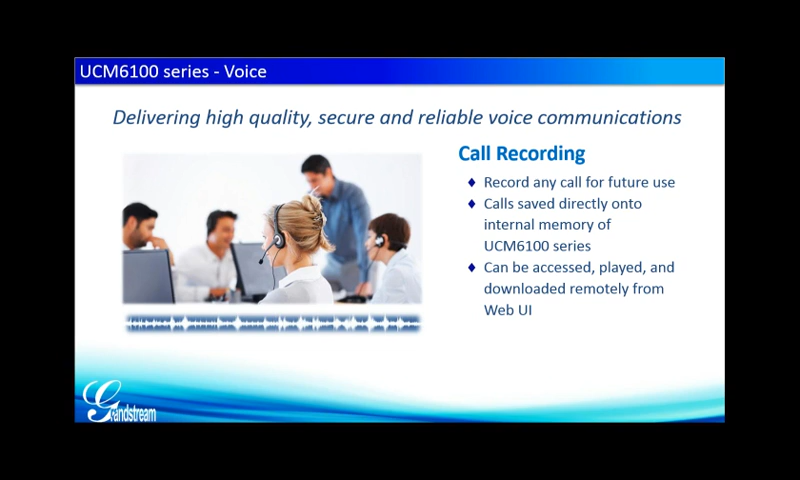 UCM6100 series - Voice
Delivering high quality, secure and reliable voice communications
Call Recording
♦ Record any call for future use
♦ Calls saved directly onto
internal memory of
UCM6100 series
♦ Can be accessed, played, and
downloaded remotely from
Web UI
Grandstream